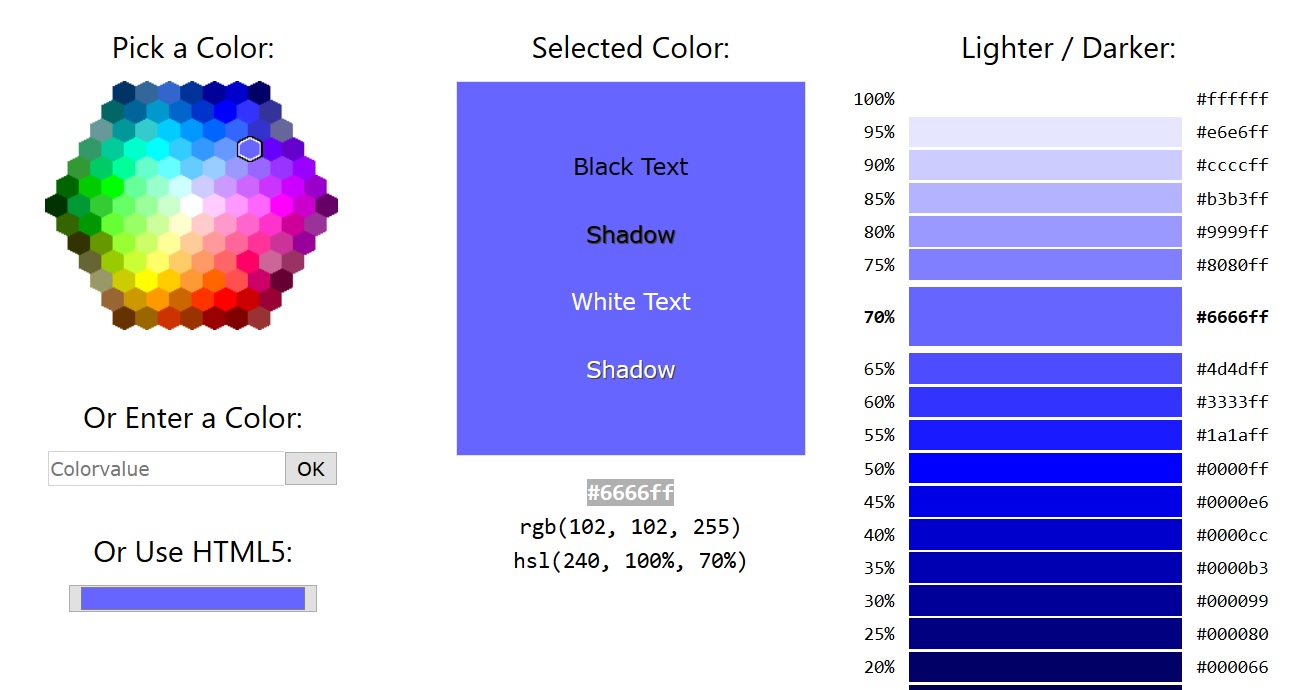 Pick a Color:
Or Enter a Color:
Colorvalue OK
Or Use HTML5:
Selected Color:
Black Text
Shadow
White Text
Shadow
#6666ff
rgb(102, 102, 255)
hsl(240, 100%, 70%)
Lighter / Darker:
100% #ffffff
95% #e6e6ff
90% #ccccff
85% #b3b3ff
80% #9999ff
75% #8080ff
70% #6666ff
65% #4d4dff
60% #3333ff
55% #1a1aff
50% #0000ff
45% #0000e6
40% #0000cc
35% #0000b3
30% #000099
25% #000080
20% #000066